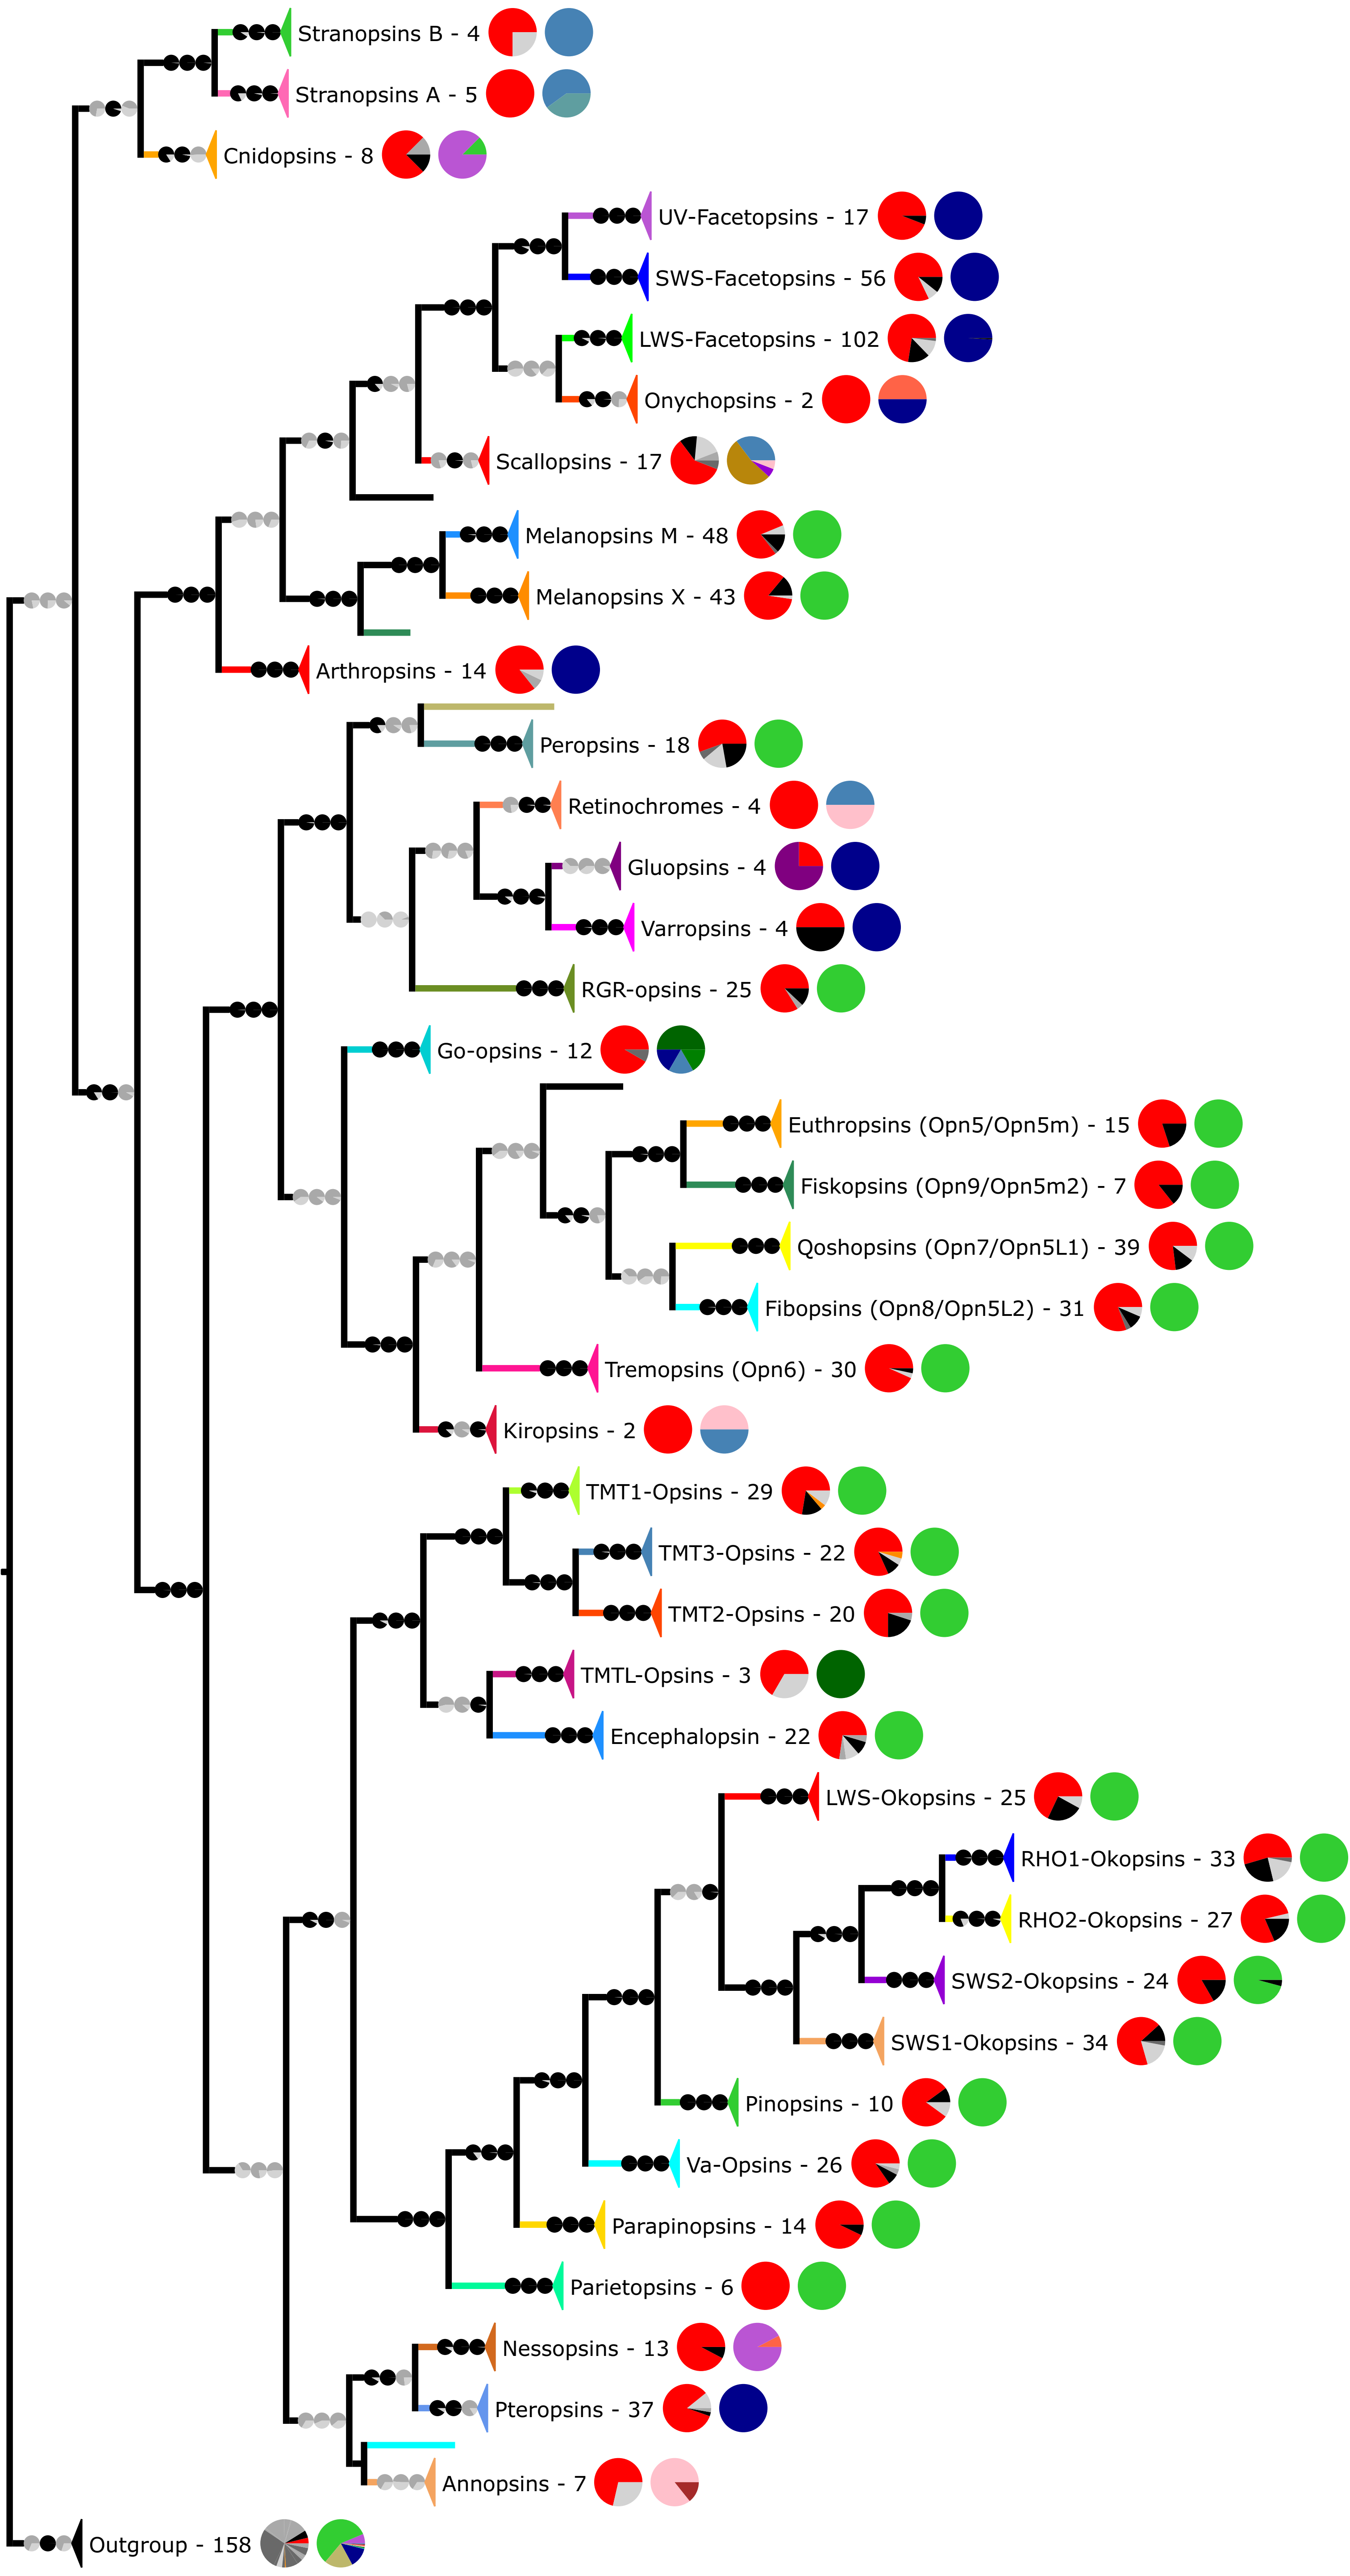 Stranopsins B - 4
Stranopsins A - 5
Cnidopsins - 8
UV-Facetopsins - 17
SWS-Facetopsins - 56
LWS-Facetopsins - 102
Onychopsins - 2
Scallopsins - 17
Melanopsins M - 48
Melanopsins X - 43
Arthropsins - 14
Peropsins - 18
Retinochromes - 4
Gluopsins - 4
Varropsins - 4
RGR-opsins - 25
Go-opsins - 12
Euthropsins (Opn5/Opn5m) - 15
Fiskopsins (Opn9/Opn5m2) - 7
Qoshopsins (Opn7/Opn5L1) - 39
Fibopsins (Opn8/Opn5L2) - 31
Tremopsins (Opn6) - 30
Kiropsins - 2
TMT1-Opsins - 29
TMT3-Opsins - 22
TMT2-Opsins - 20
TMTL-Opsins - 3
Encephalopsin - 22
LWS-Okopsins - 25
RHO1-Okopsins - 33
RHO2-Okopsins - 27
SWS2-Okopsins - 24
SWS1-Okopsins - 34
Pinopsins - 10
Va-Opsins - 26
Parapinopsins - 14
Parietopsins - 6
Nessopsins - 13
Pteropsins - 37
Annopsins - 7
Outgroup - 158